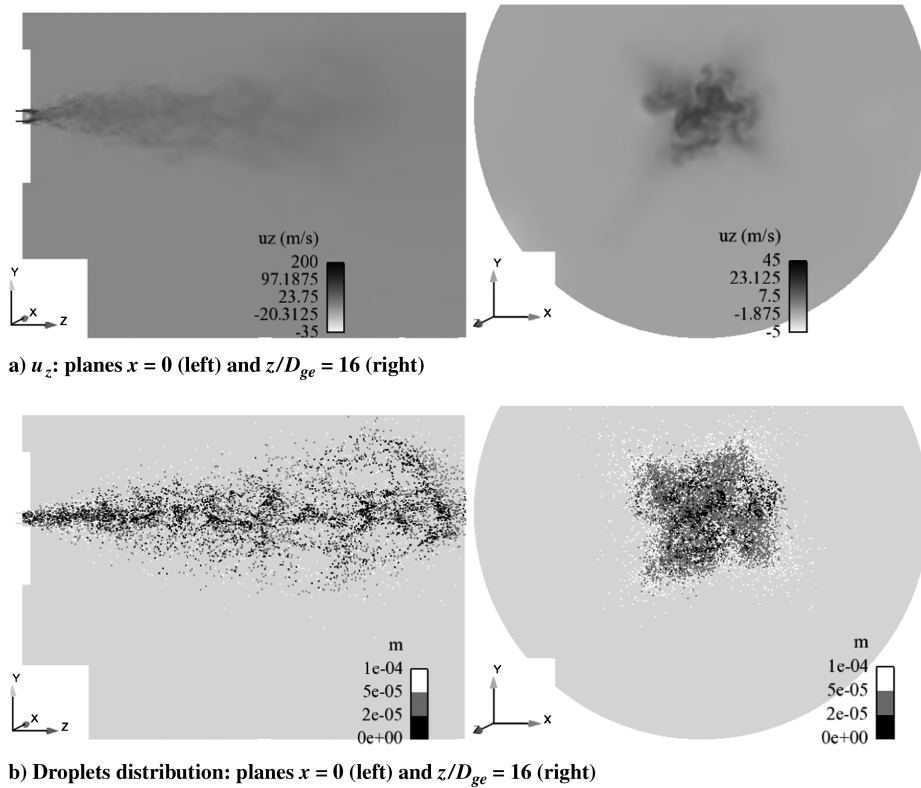 uz (m/s)
200
97.1875
23.75
-20.3125
-35
Y
X
Z
uz (m/s)
45
23.125
7.5
-1.875
-5
Y
X
Z
a) u_z: planes x = 0 (left) and z/D_ge = 16 (right)
m
1e-04
5e-05
2e-05
0e+00
Y
X
Z
m
1e-04
5e-05
2e-05
0e+00
Y
X
Z
b) Droplets distribution: planes x = 0 (left) and z/D_ge = 16 (right)